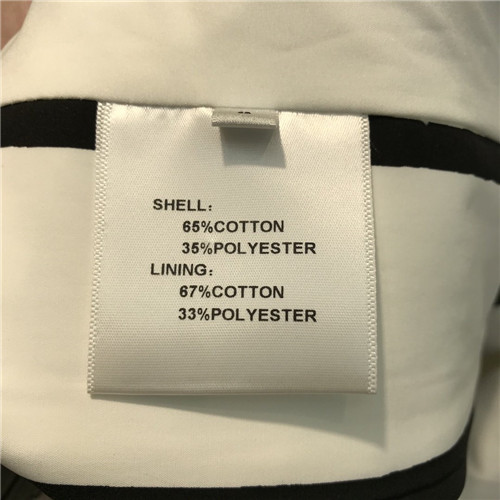 SHELL:
65%COTTON
35%POLYESTER
LINING:
67%COTTON
33%POLYESTER